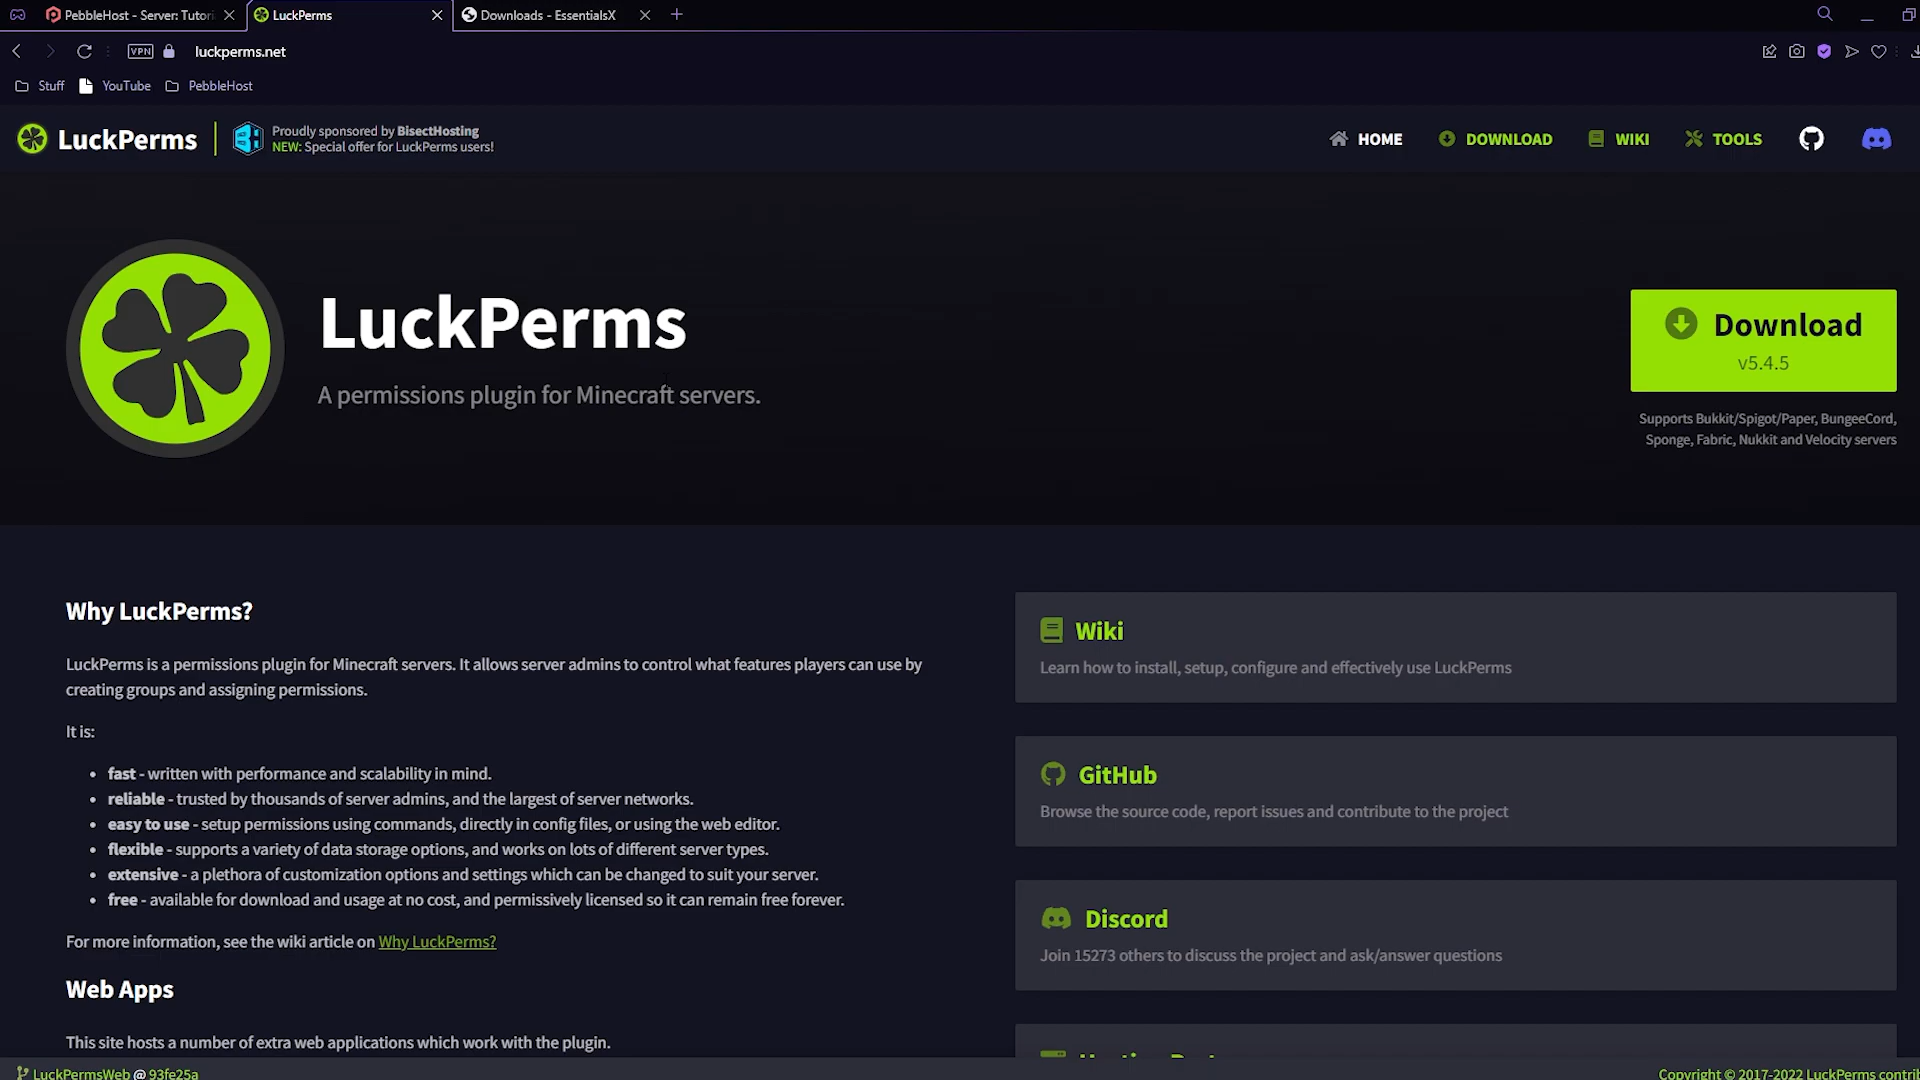 PebbleHost - Server: Tutori
LuckPerms
Downloads - EssentialsX
VPN
luckperms.net
Stuff
YouTube
PebbleHost
LuckPerms
Proudly sponsored by BisectHosting
NEW: Special offer for LuckPerms users!
HOME
DOWNLOAD
WIKI
TOOLS
LuckPerms
A permissions plugin for Minecraft servers.
Download
v5.4.5
Supports Bukkit/Spigot/Paper, BungeeCord,
Sponge, Fabric, Nukkit and Velocity servers
Why LuckPerms?
LuckPerms is a permissions plugin for Minecraft servers. It allows server admins to control what features players can use by
creating groups and assigning permissions.
It is:
• fast - written with performance and scalability in mind.
• reliable - trusted by thousands of server admins, and the largest of server networks.
• easy to use - setup permissions using commands, directly in config files, or using the web editor.
• flexible - supports a variety of data storage options, and works on lots of different server types.
• extensive - a plethora of customization options and settings which can be changed to suit your server.
• free - available for download and usage at no cost, and permissively licensed so it can remain free forever.
For more information, see the wiki article on Why LuckPerms?
Web Apps
This site hosts a number of extra web applications which work with the plugin.
Wiki
Learn how to install, setup, configure and effectively use LuckPerms
GitHub
Browse the source code, report issues and contribute to the project
Discord
Join 15273 others to discuss the project and ask/answer questions
LuckPermsWeb @ 93fe25a
Copyright © 2017-2022 LuckPerms contrib